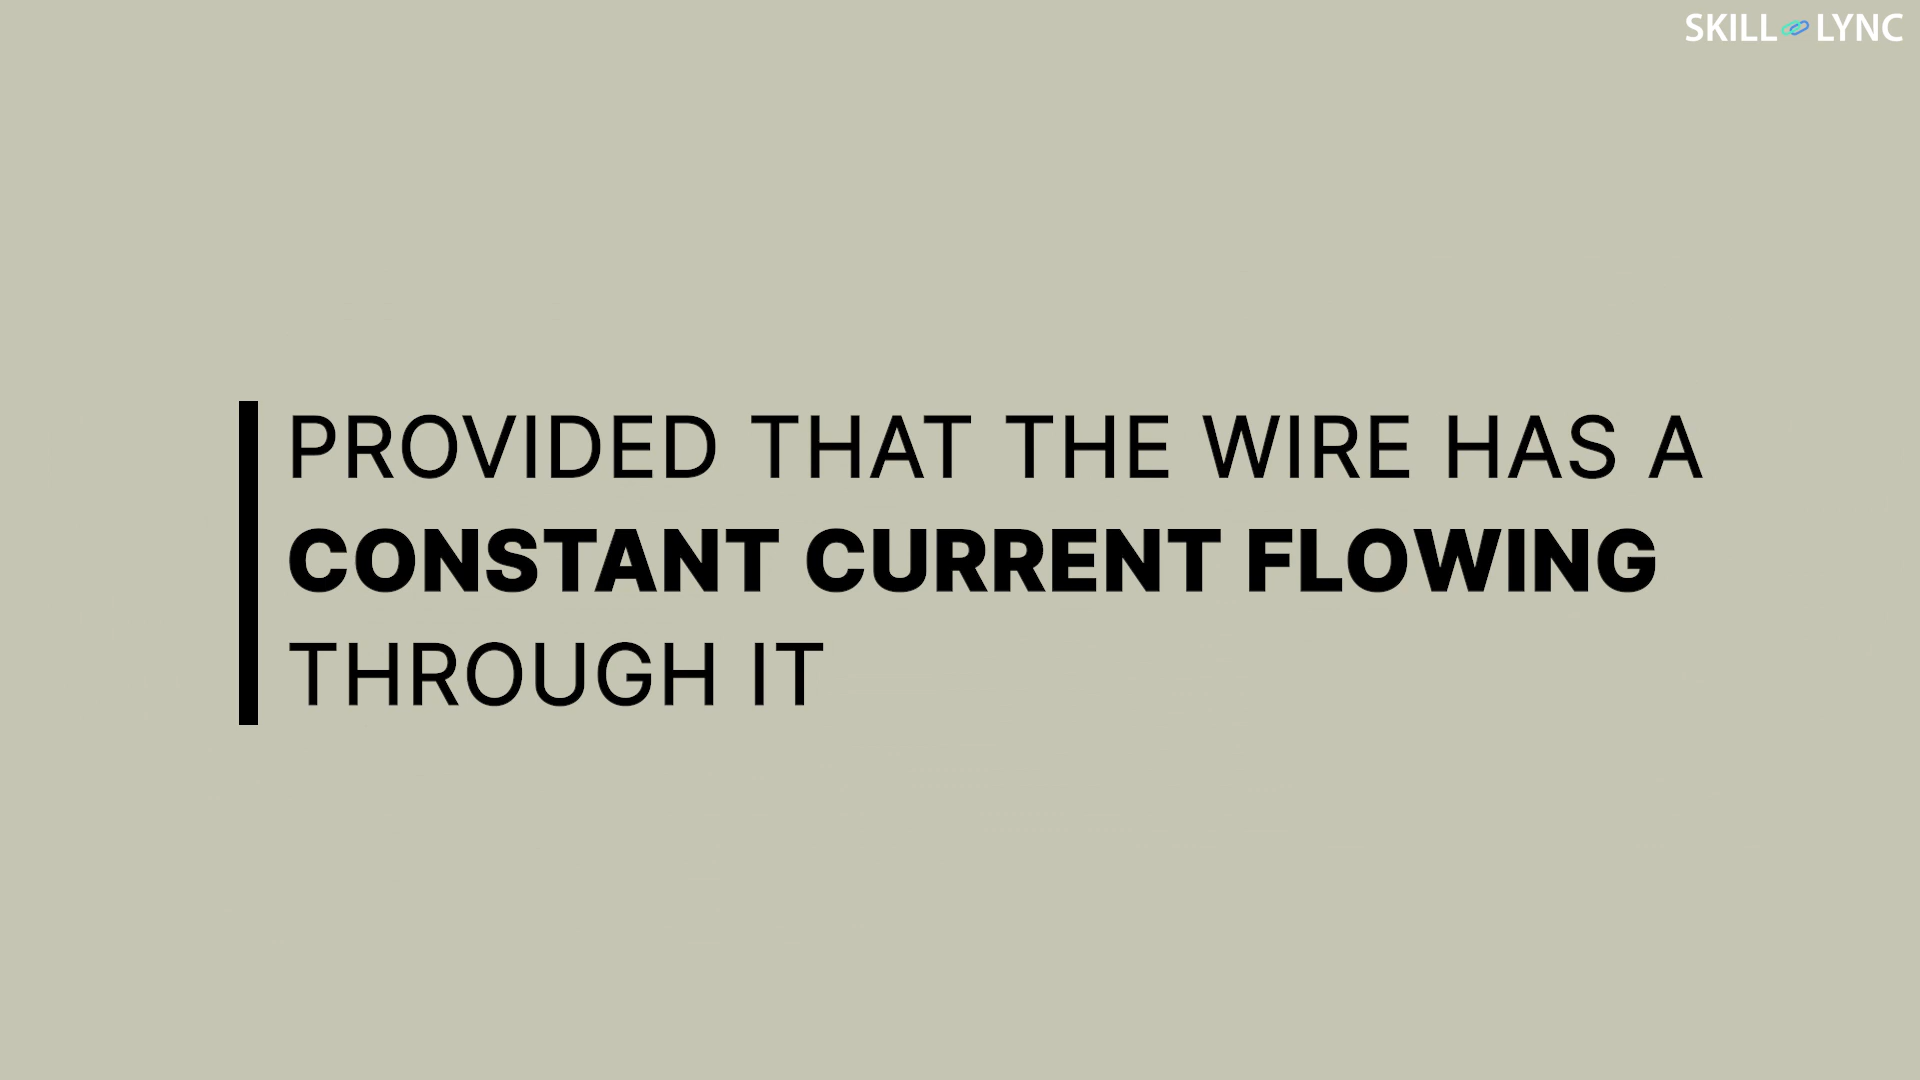 SKILL LYNC
PROVIDED THAT THE WIRE HAS A
CONSTANT CURRENT FLOWING
THROUGH IT